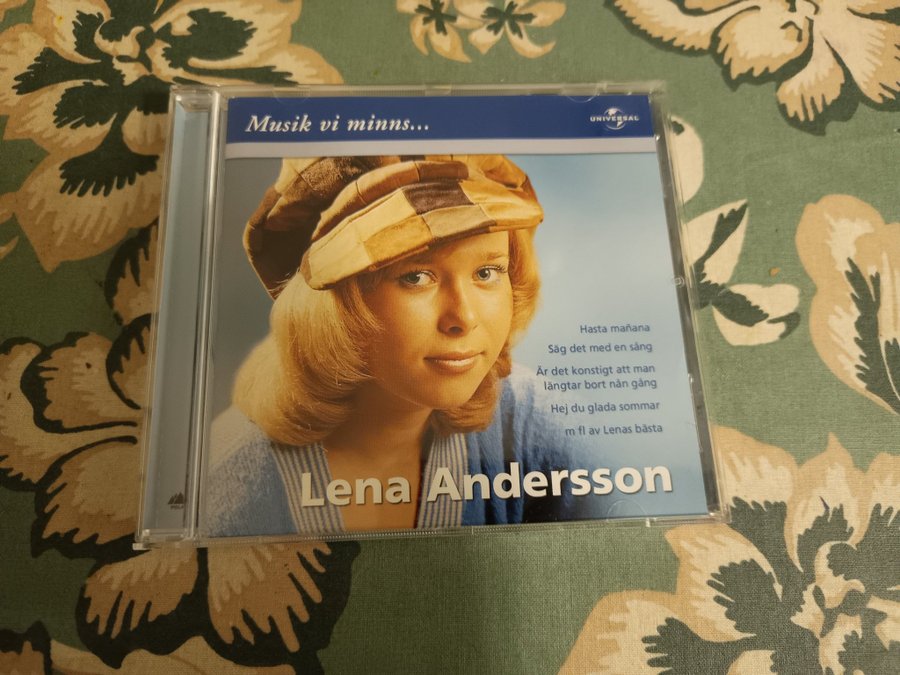 Musik vi minns...
UNIVERSAL
Hasta mañana
Säg det med en sång
Är det konstigt att man
längtar bort nån gång
Hej du glada sommar
m fl av Lenas bästa
Lena Andersson